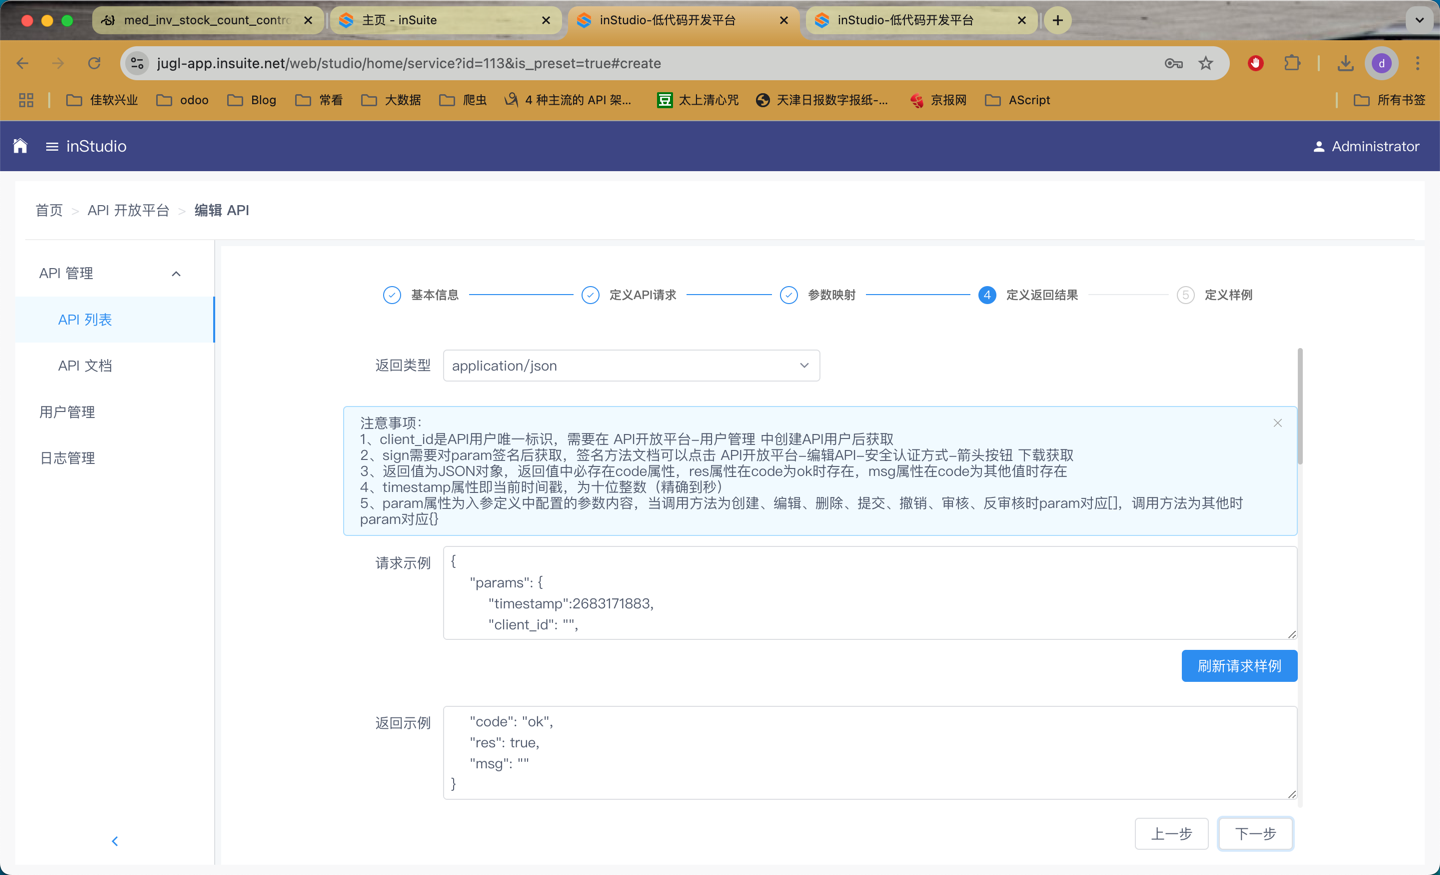 med_inv_stock_count_contro
主页 - inSuite
inStudio-低代码开发平台
inStudio-低代码开发平台
jugl-app.insuite.net/web/studio/home/service?id=113&is_preset=true#create
d
佳软兴业
odoo
Blog
常看
大数据
爬虫
4 种主流的 API 架...
豆
太上清心咒
天津日报数字报纸-...
京报网
AScript
所有书签
inStudio
Administrator
首页 > API 开放平台 > 编辑 API
API 管理
API 列表
API 文档
用户管理
日志管理
基本信息
定义API请求
参数映射
4 定义返回结果
5 定义样例
返回类型
application/json
注意事项：
1、client_id是API用户唯一标识，需要在 API开放平台-用户管理 中创建API用户后获取
2、sign需要对param签名后获取，签名方法文档可以点击 API开放平台-编辑API-安全认证方式-箭头按钮 下载获取
3、返回值为JSON对象，返回值中必存在code属性，res属性在code为ok时存在，msg属性在code为其他值时存在
4、timestamp属性即当前时间戳，为十位整数（精确到秒）
5、param属性为入参定义中配置的参数内容，当调用方法为创建、编辑、删除、提交、撤销、审核、反审核时param对应[]，调用方法为其他时
param对应{}
请求示例
{
"params": {
"timestamp":2683171883,
"client_id": "",
刷新请求样例
返回示例
"code": "ok",
"res": true,
"msg": ""
}
上一步
下一步